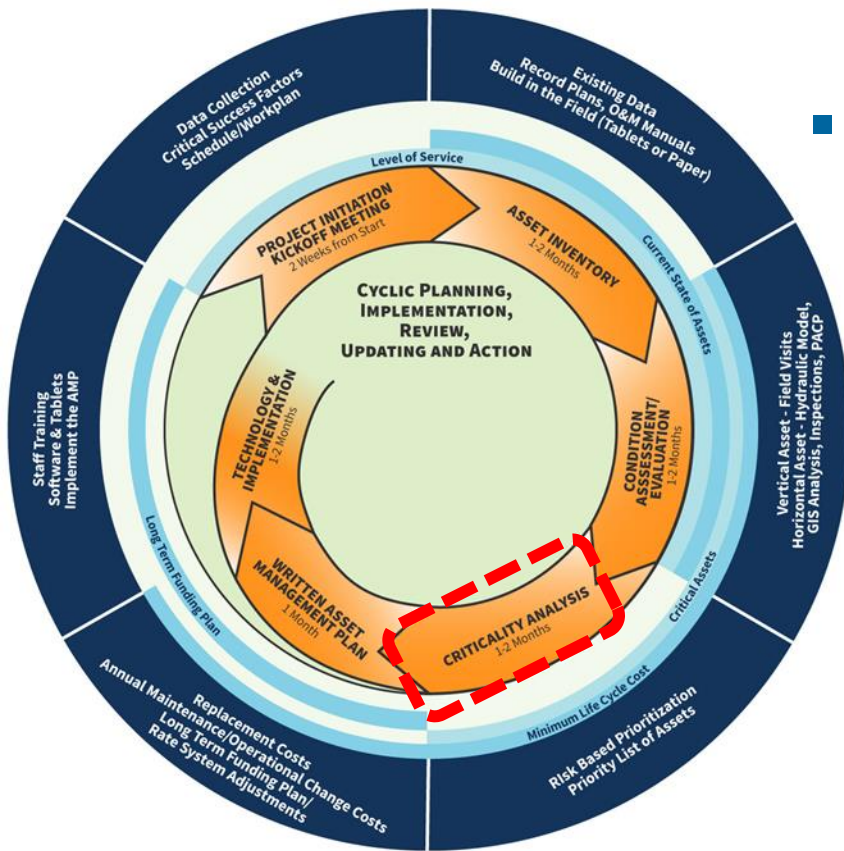 Data Collection
Critical Success Factors
Schedule/Workplan
Existing Data
Record Plans, O&M Manuals
Build in the Field (Tablets or Paper)
Vertical Asset - Field Visits
Horizontal Asset - Hydraulic Model,
GIS Analysis, Inspections, PACP
Risk Based Prioritization
Priority List of Assets
Replacement Costs
Annual Maintenance/Operational Change Costs
Long Term Funding Plan/
Rate System Adjustments
Staff Training
Software & Tablets
Implement the AMP
Level of Service
Current State of Assets
Critical Assets
Minimum Life Cycle Cost
Long Term Funding Plan
PROJECT INITIATION
KICKOFF MEETING
2 Weeks from Start
ASSET INVENTORY
1-2 Months
CONDITION
ASSSESSMENT/
EVALUATION
1-2 Months
CRITICALITY ANALYSIS
1-2 Months
WRITTEN ASSET
MANAGEMENT PLAN
1 Month
TECHNOLOGY &
IMPLEMENTATION
1-2 Months
CYCLIC PLANNING,
IMPLEMENTATION,
REVIEW,
UPDATING AND ACTION